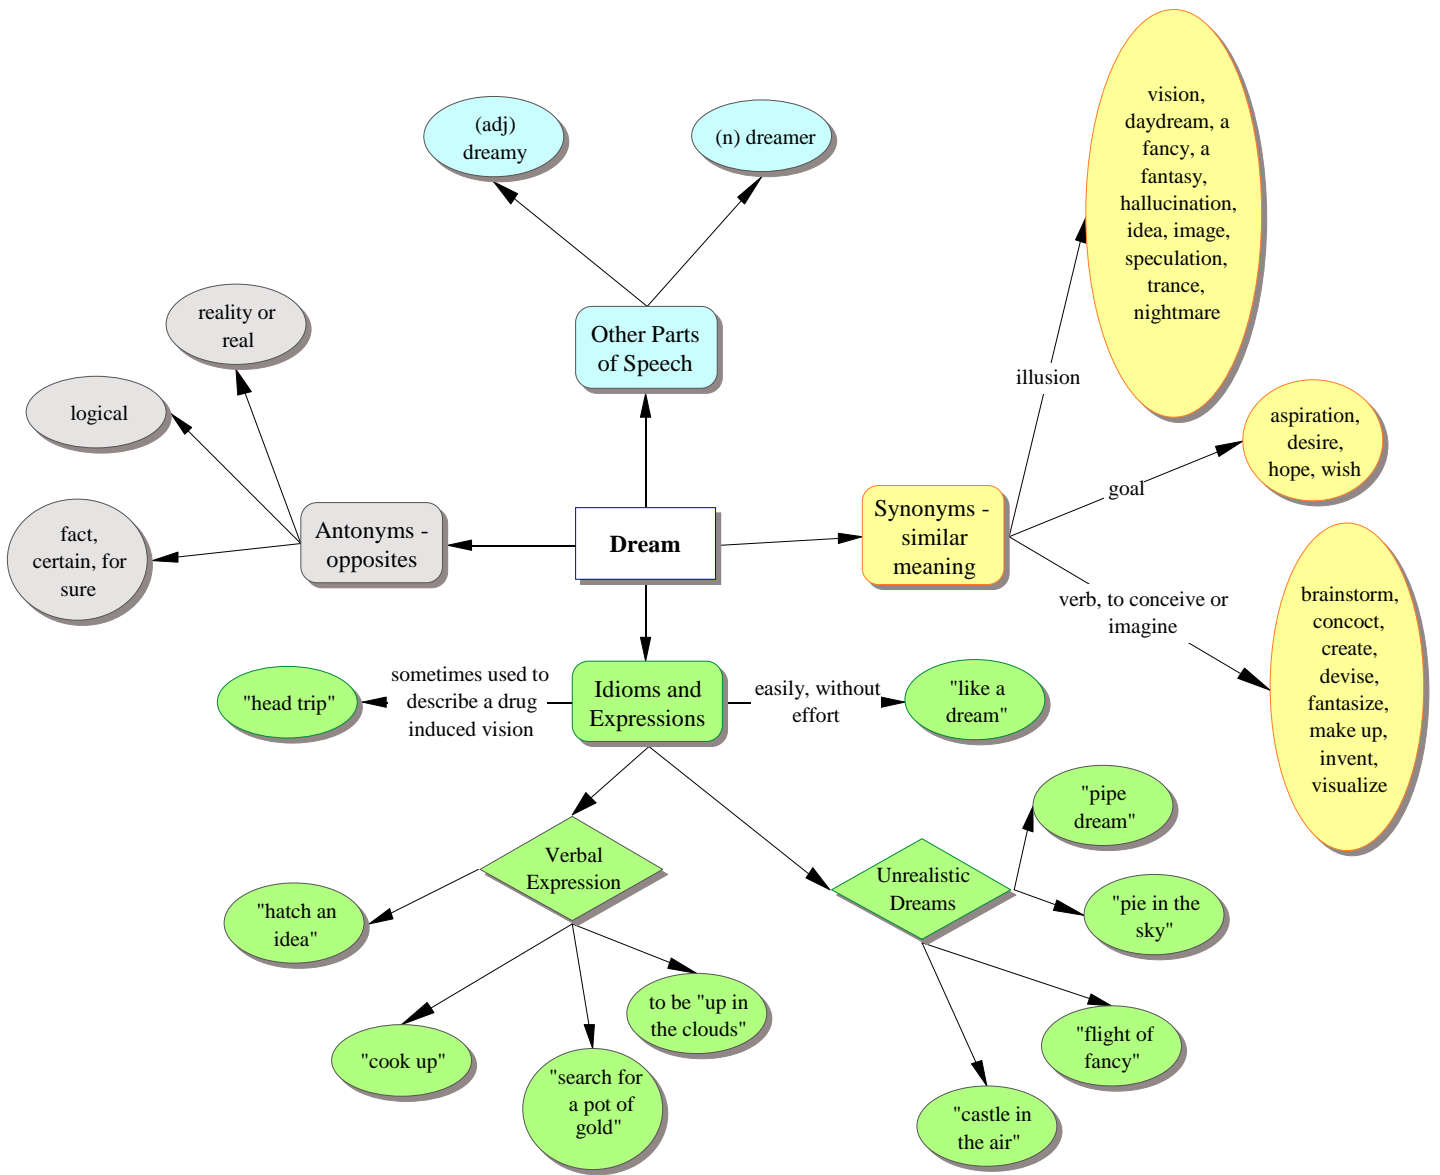 (adj)
dreamy
(n) dreamer
vision,
daydream, a
fancy, a
fantasy,
hallucination,
idea, image,
speculation,
trance,
nightmare
reality or
real
Other Parts
of Speech
illusion
logical
aspiration,
desire,
hope, wish
goal
fact,
certain, for
sure
Antonyms -
opposites
Dream
Synonyms -
similar
meaning
verb, to conceive or
imagine
brainstorm,
concoct,
create,
devise,
fantasize,
make up,
invent,
visualize
"head trip"
sometimes used to
describe a drug
induced vision
Idioms and
Expressions
easily, without
effort
"like a
dream"
"pipe
dream"
Verbal
Expression
Unrealistic
Dreams
"hatch an
idea"
"pie in the
sky"
to be "up in
the clouds"
"cook up"
"search for
a pot of
gold"
"flight of
fancy"
"castle in
the air"